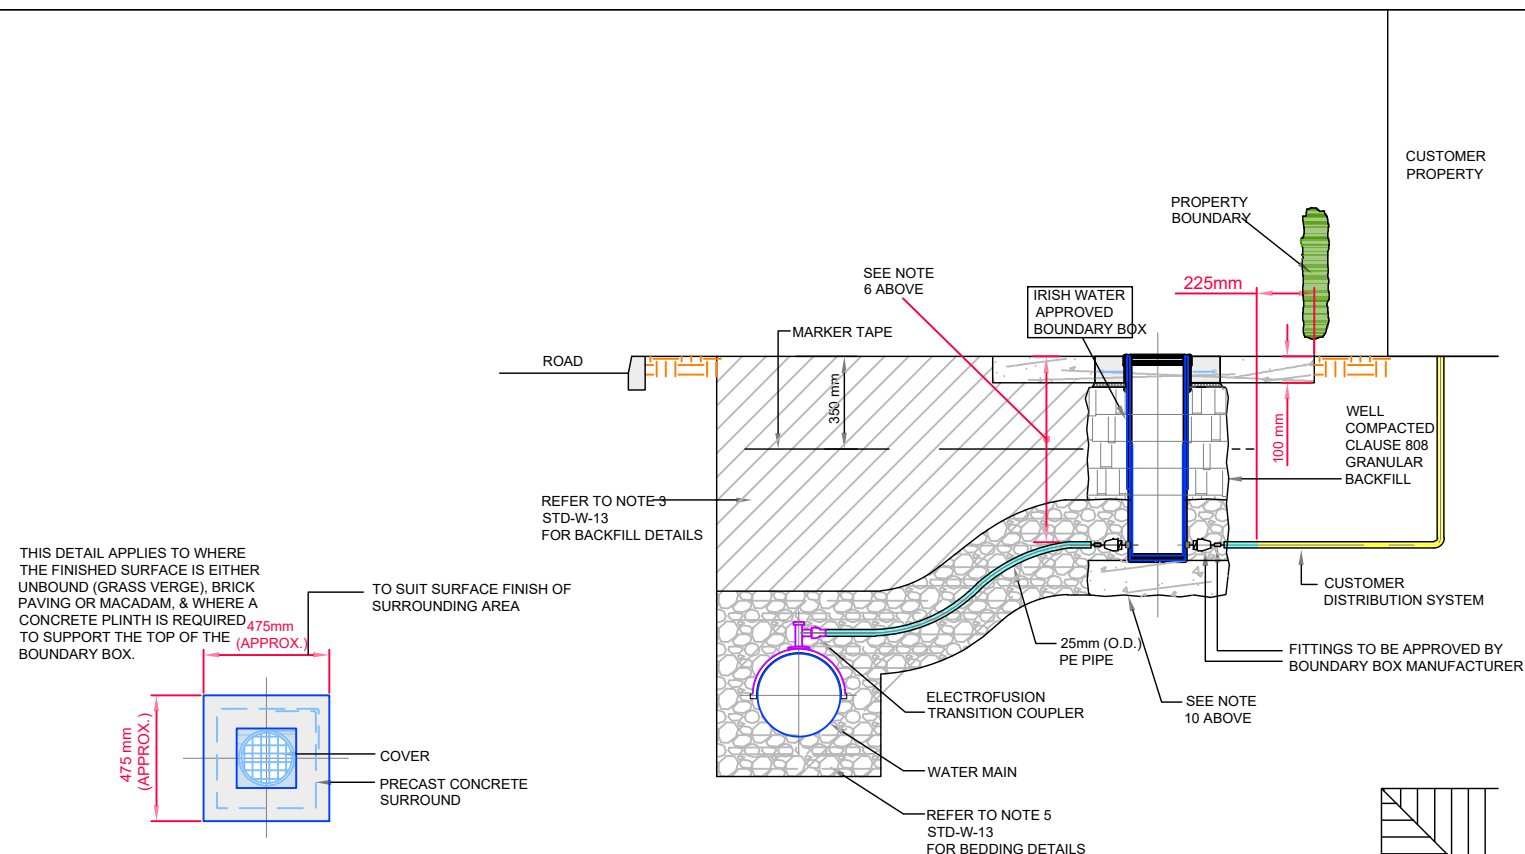 CUSTOMER
PROPERTY
PROPERTY
BOUNDARY
SEE NOTE
6 ABOVE
225mm
IRISH WATER
APPROVED
BOUNDARY BOX
MARKER TAPE
ROAD
350 mm
100 mm
WELL
COMPACTED
CLAUSE 808
GRANULAR
BACKFILL
REFER TO NOTE 3
STD-W-13
FOR BACKFILL DETAILS
THIS DETAIL APPLIES TO WHERE
THE FINISHED SURFACE IS EITHER
UNBOUND (GRASS VERGE), BRICK
PAVING OR MACADAM, & WHERE A
CONCRETE PLINTH IS REQUIRED
TO SUPPORT THE TOP OF THE
BOUNDARY BOX.
TO SUIT SURFACE FINISH OF
SURROUNDING AREA
475mm
(APPROX.)
475 mm
(APPROX.)
COVER
PRECAST CONCRETE
SURROUND
CUSTOMER
DISTRIBUTION SYSTEM
25mm (O.D.)
PE PIPE
FITTINGS TO BE APPROVED BY
BOUNDARY BOX MANUFACTURER
ELECTROFUSION
TRANSITION COUPLER
SEE NOTE
10 ABOVE
WATER MAIN
REFER TO NOTE 5
STD-W-13
FOR BEDDING DETAILS